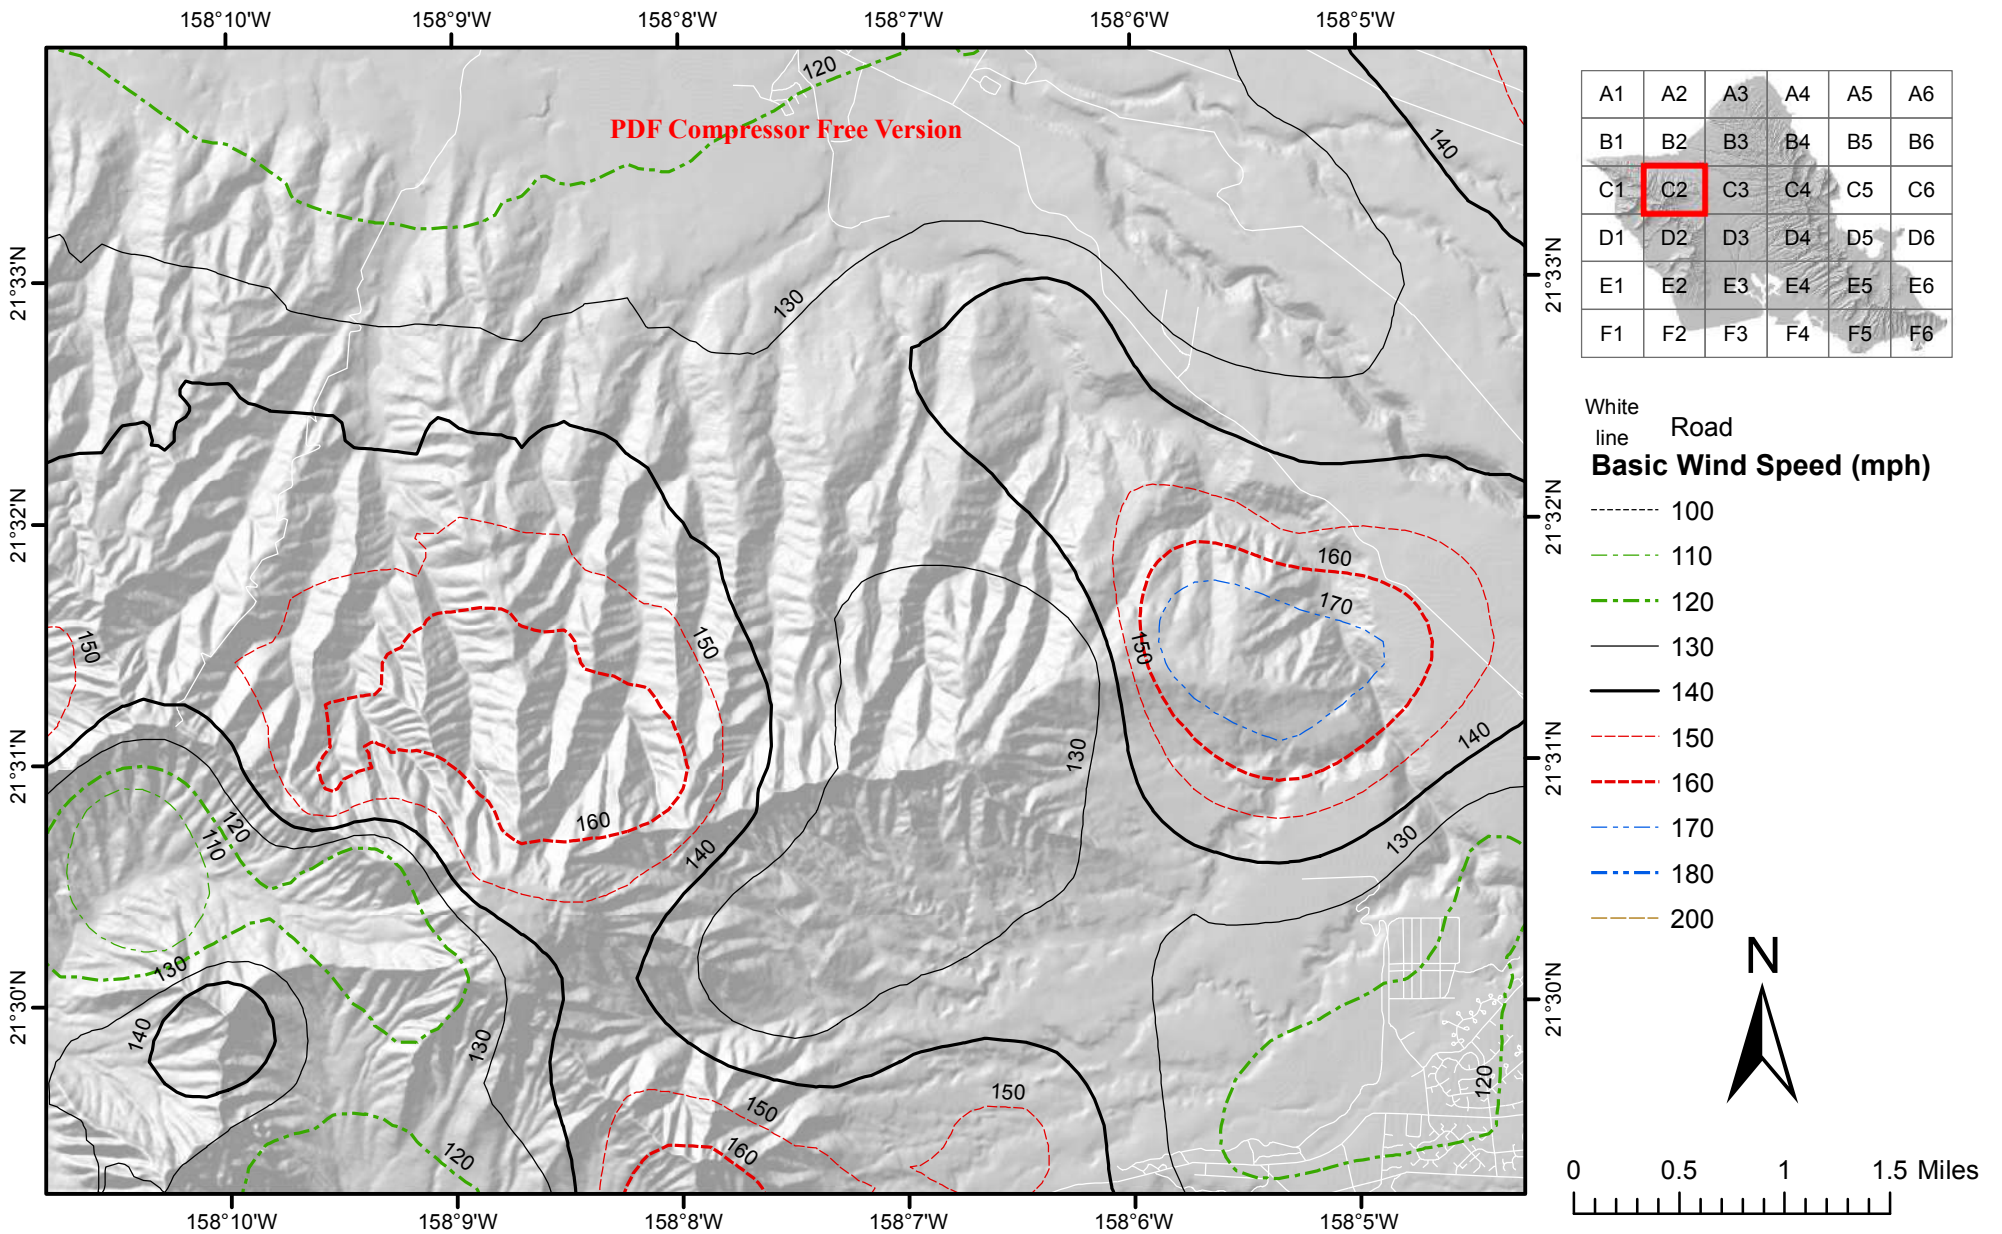 158°10'W 158°9'W 158°8'W 158°7'W 158°6'W 158°5'W
PDF Compressor Free Version
120
140
130
21°33'N
21°33'N
21°32'N
21°32'N
160
170
150
150
150
140
130
21°31'N
21°31'N
160
120
110
140
130
130
140
130
21°30'N
21°30'N
150
150
160
120
120
158°10'W 158°9'W 158°8'W 158°7'W 158°6'W 158°5'W
A1 A2 A3 A4 A5 A6
B1 B2 B3 B4 B5 B6
C1 C2 C3 C4 C5 C6
D1 D2 D3 D4 D5 D6
E1 E2 E3 E4 E5 E6
F1 F2 F3 F4 F5 F6
White
line Road
Basic Wind Speed (mph)
100
110
120
130
140
150
160
170
180
200
N
0 0.5 1 1.5 Miles